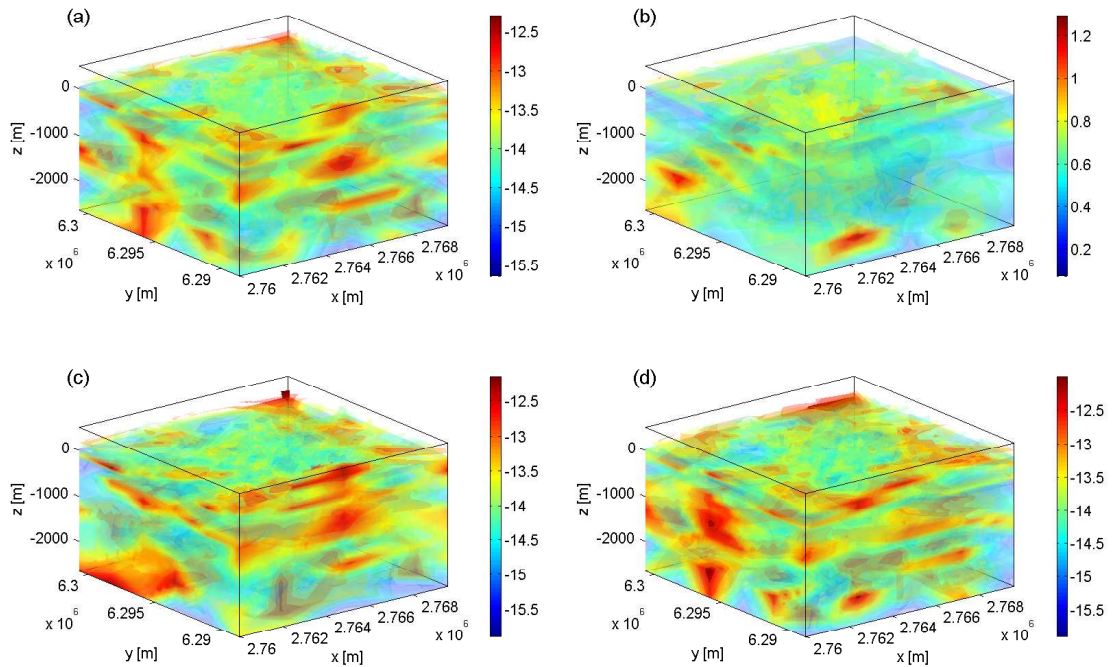 (a)
-12.5
-13
-13.5
-14
-14.5
-15
-15.5
0
-1000
-2000
z [m]
6.3
6.295
6.29
x 10^6
y [m]
2.76
2.762
2.764
2.766
2.768
x 10^6
x [m]
(b)
1.2
1
0.8
0.6
0.4
0.2
0
-1000
-2000
z [m]
6.3
6.295
6.29
x 10^6
y [m]
2.76
2.762
2.764
2.766
2.768
x 10^6
x [m]
(c)
-12.5
-13
-13.5
-14
-14.5
-15
-15.5
0
-1000
-2000
z [m]
6.3
6.295
6.29
x 10^6
y [m]
2.76
2.762
2.764
2.766
2.768
x 10^6
x [m]
(d)
-12.5
-13
-13.5
-14
-14.5
-15
-15.5
0
-1000
-2000
z [m]
6.3
6.295
6.29
x 10^6
y [m]
2.76
2.762
2.764
2.766
2.768
x 10^6
x [m]